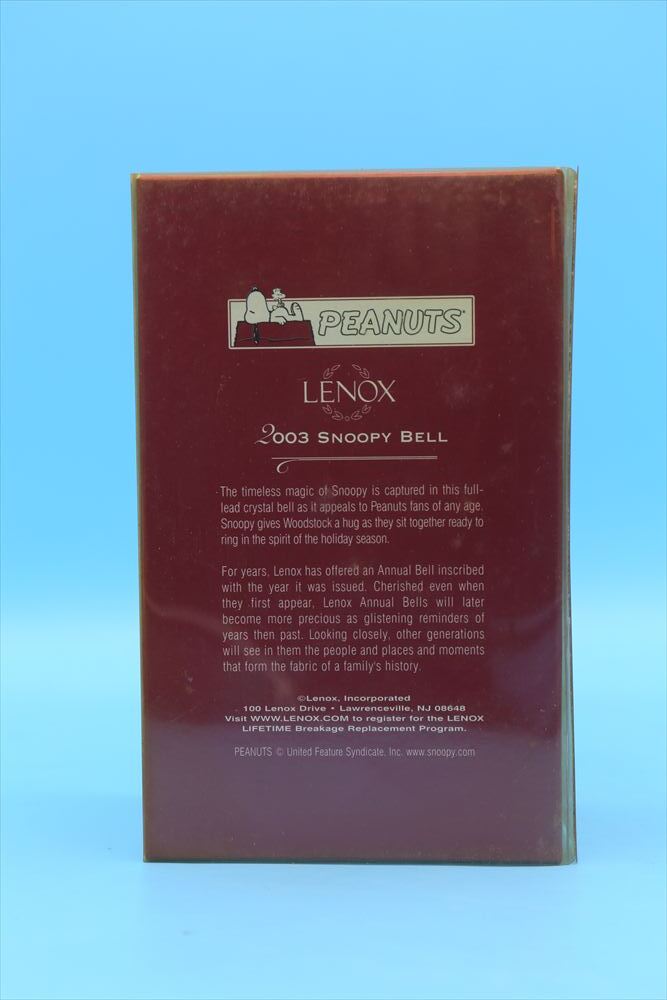 PEANUTS®
LENOX
2003 SNOOPY BELL
The timeless magic of Snoopy is captured in this full-
lead crystal bell as it appeals to Peanuts fans of any age.
Snoopy gives Woodstock a hug as they sit together ready to
ring in the spirit of the holiday season.
For years, Lenox has offered an Annual Bell inscribed
with the year it was issued. Cherished even when
they first appear, Lenox Annual Bells will later
become more precious as glistening reminders of
years then past. Looking closely, other generations
will see in them the people and places and moments
that form the fabric of a family's history.
©Lenox, Incorporated
100 Lenox Drive • Lawrenceville, NJ 08648
Visit WWW.LENOX.COM to register for the LENOX
LIFETIME Breakage Replacement Program.
PEANUTS © United Feature Syndicate, Inc. www.snoopy.com